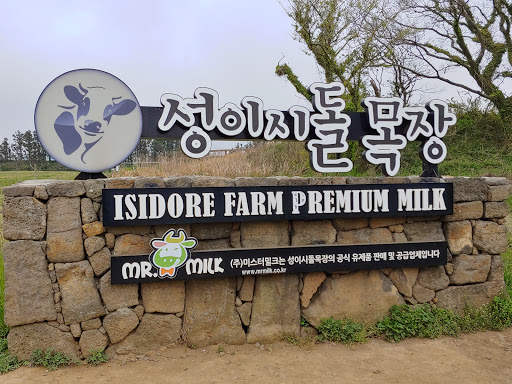 성이시돌 목장
ISIDORE FARM PREMIUM MILK
MR. MILK (주)미스터밀크는 성이시돌목장의 공식 유제품 판매 및 공급업체입니다
www.mrmilk.co.kr